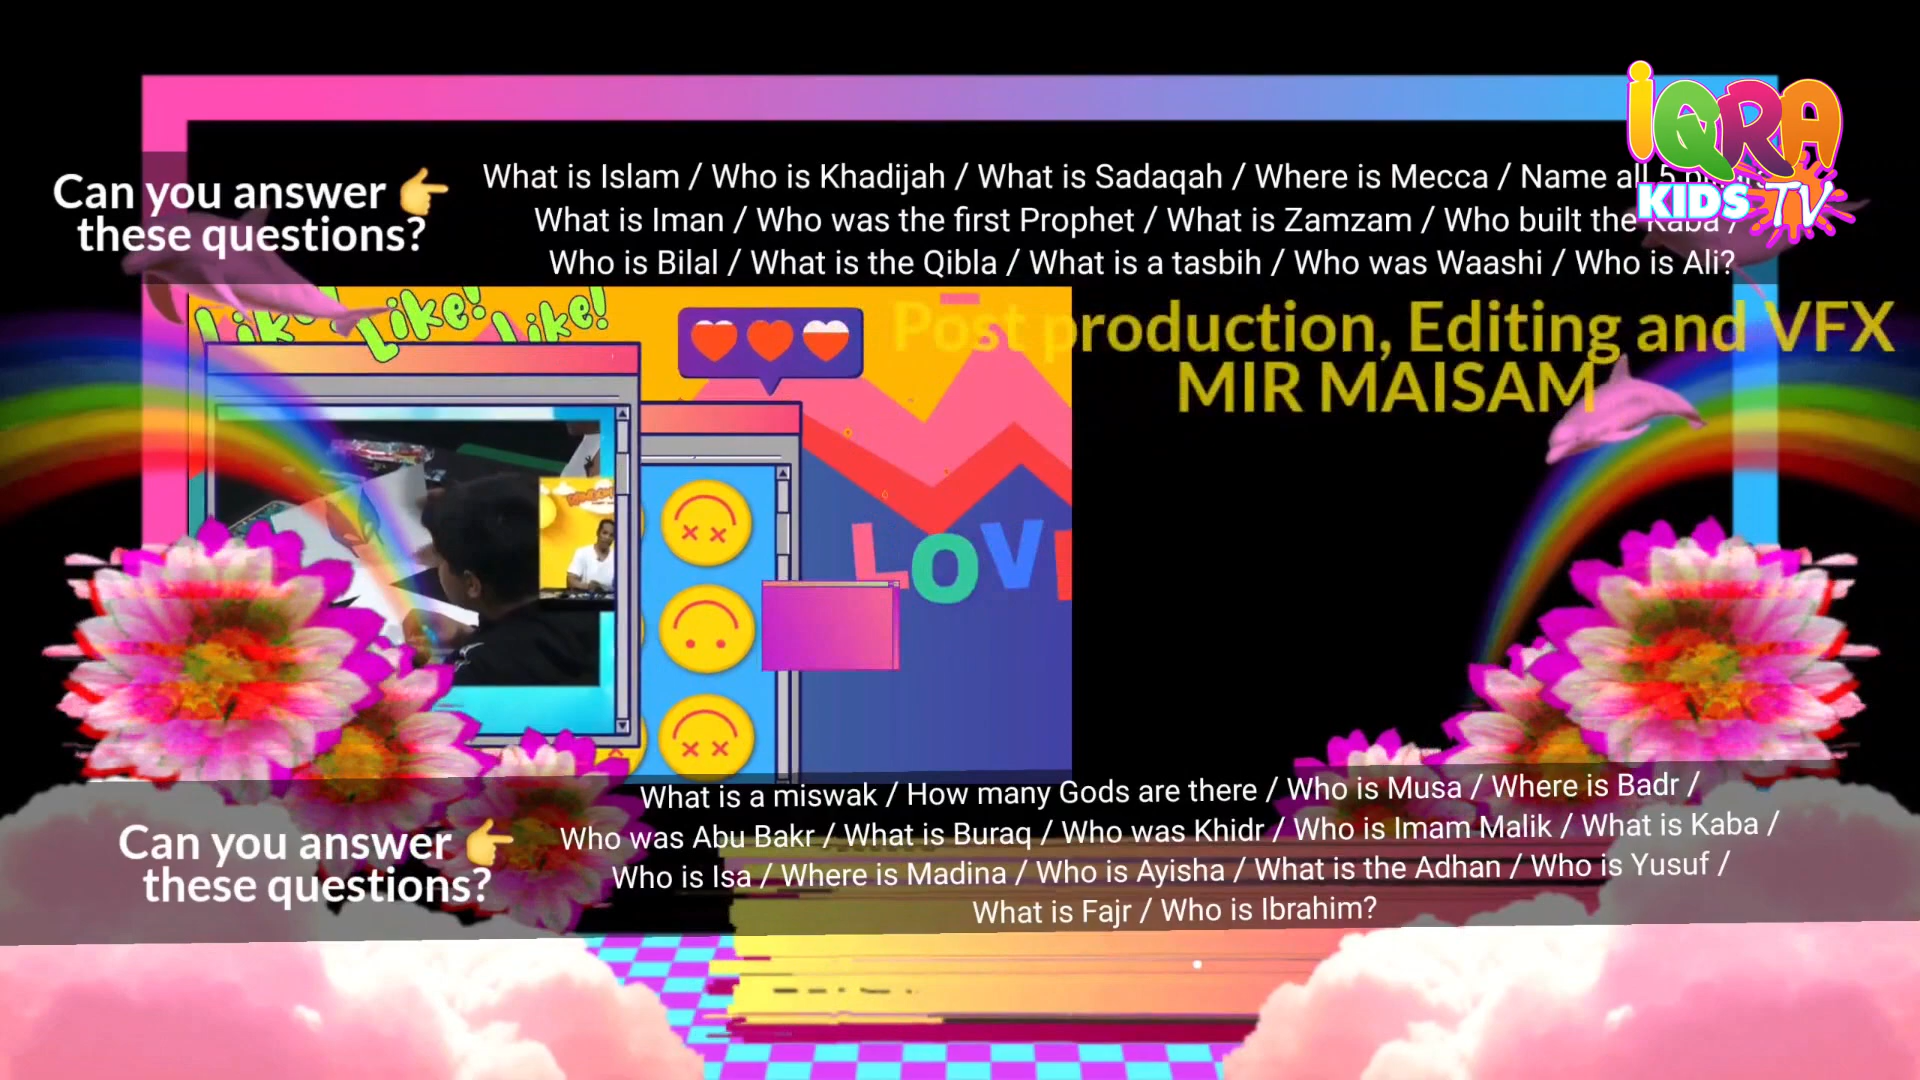 iQRA
KIDS TV
Can you answer 👉
these questions?
What is Islam / Who is Khadijah / What is Sadaqah / Where is Mecca / Name all 5
What is Iman / Who was the first Prophet / What is Zamzam / Who built the Kaba /
Who is Bilal / What is the Qibla / What is a tasbih / Who was Waashi / Who is Ali?
Like! Like! Like!
Post production, Editing and VFX
MIR MAISAM
LOV
What is a miswak / How many Gods are there / Who is Musa / Where is Badr /
Can you answer 👉
these questions?
Who was Abu Bakr / What is Buraq / Who was Khidr / Who is Imam Malik / What is Kaba /
Who is Isa / Where is Madina / Who is Ayisha / What is the Adhan / Who is Yusuf /
What is Fajr / Who is Ibrahim?